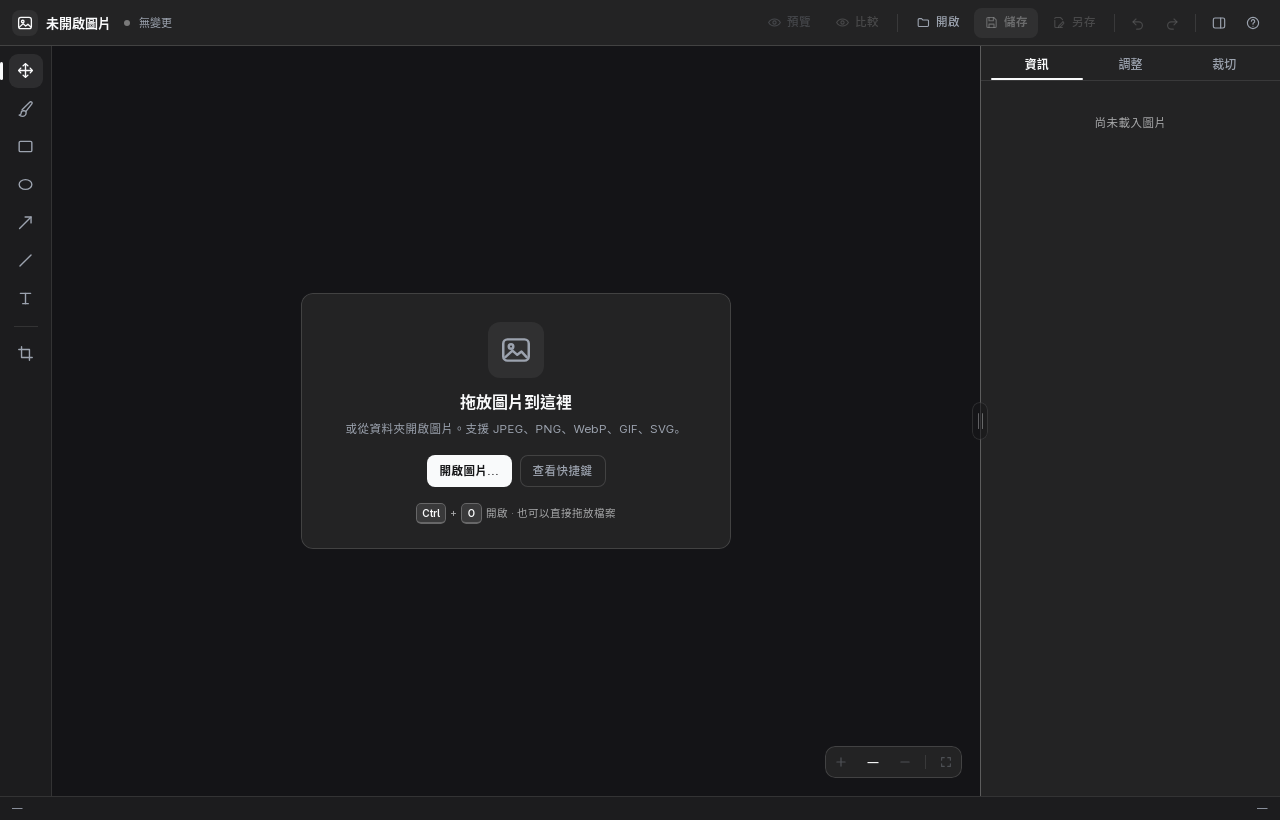 未開啟圖片 無變更 預覽 比較 開啟 儲存 另存
資訊 調整 裁切
尚未載入圖片
拖放圖片到這裡
或從資料夾開啟圖片。支援 JPEG、PNG、WebP、GIF、SVG。
開啟圖片… 查看快捷鍵
Ctrl + O 開啟 · 也可以直接拖放檔案
—
— —